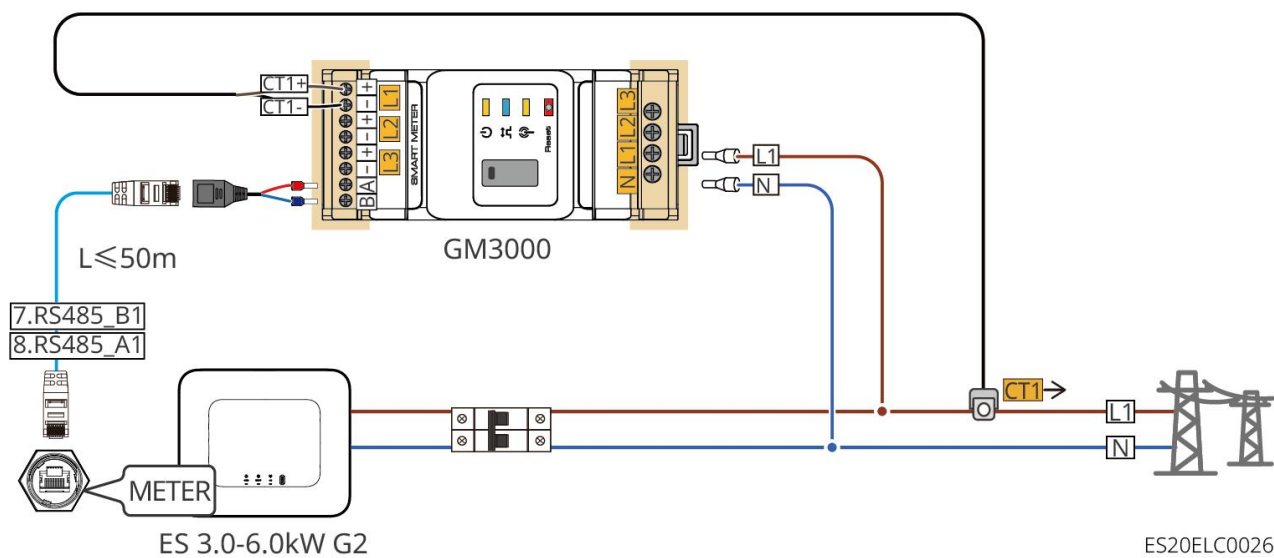 CT1+
CT1-
+
-
+
-
+
-
A
B
L1
L2
L3
SMART METER
Reset
L3
L2
L1
N
L1
N
GM3000
L≤50m
7.RS485_B1
8.RS485_A1
CT1→
L1
N
METER
ES 3.0-6.0kW G2
ES20ELC0026